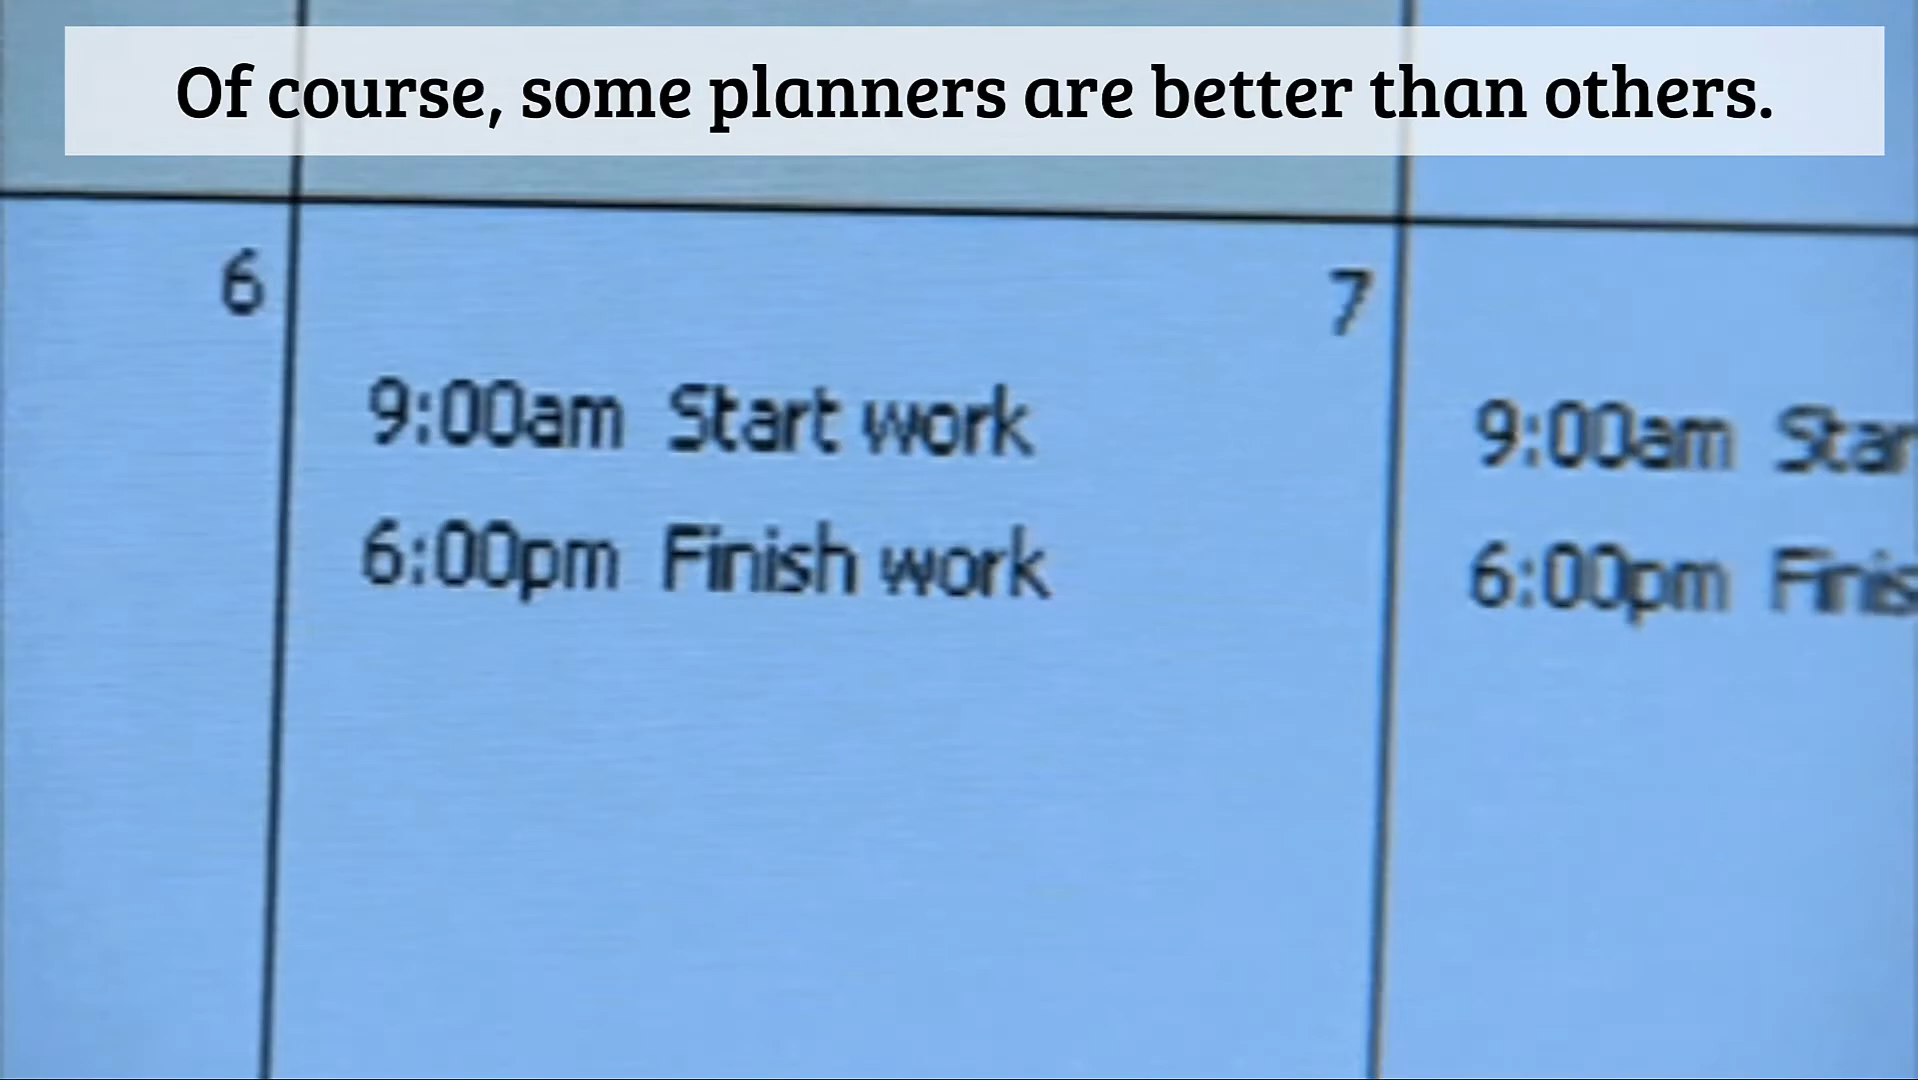 Of course, some planners are better than others.
6
7
9:00am Start work
9:00am
6:00pm Finish work
6:00pm